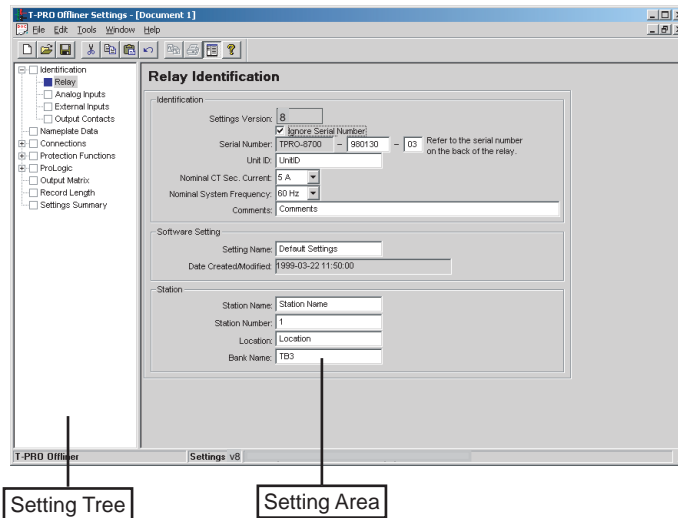 T-PRO Offliner Settings - [Document 1]
File Edit Tools Window Help
Identification
Relay
Analog Inputs
External Inputs
Output Contacts
Nameplate Data
Connections
Protection Functions
ProLogic
Output Matrix
Record Length
Settings Summary
Relay Identification
Identification
Settings Version: 8
Ignore Serial Number
Serial Number: TPRO-8700 - 980130 - 03 Refer to the serial number
on the back of the relay.
Unit ID: UnitID
Nominal CT Sec. Current: 5 A
Nominal System Frequency: 60 Hz
Comments: Comments
Software Setting
Setting Name: Default Settings
Date Created/Modified: 1999-03-22 11:50:00
Station
Station Name: Station Name
Station Number: 1
Location: Location
Bank Name: TB3
T-PRO Offliner Settings v8
Setting Tree
Setting Area